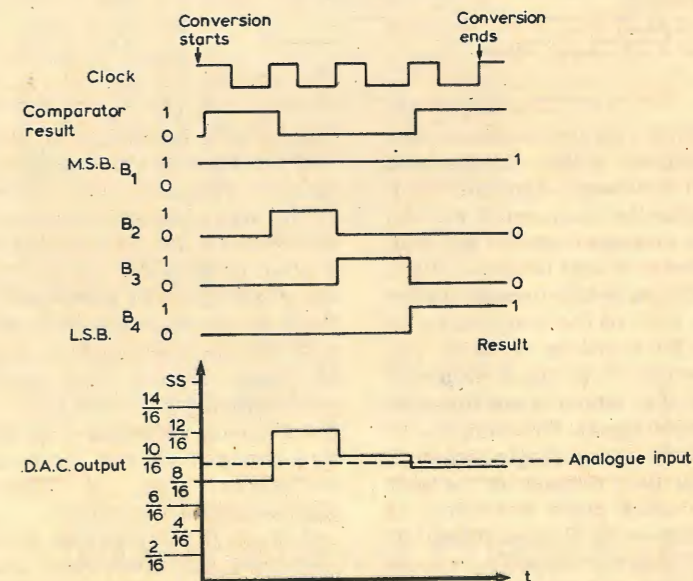 Conversion starts
Conversion ends
Clock
Comparator result
1
0
M.S.B. B1
1
0
1
B2
1
0
0
B3
1
0
0
B4
L.S.B.
1
0
1
Result
SS
14/16
12/16
10/16
D.A.C. output
8/16
6/16
4/16
2/16
Analogue input
t